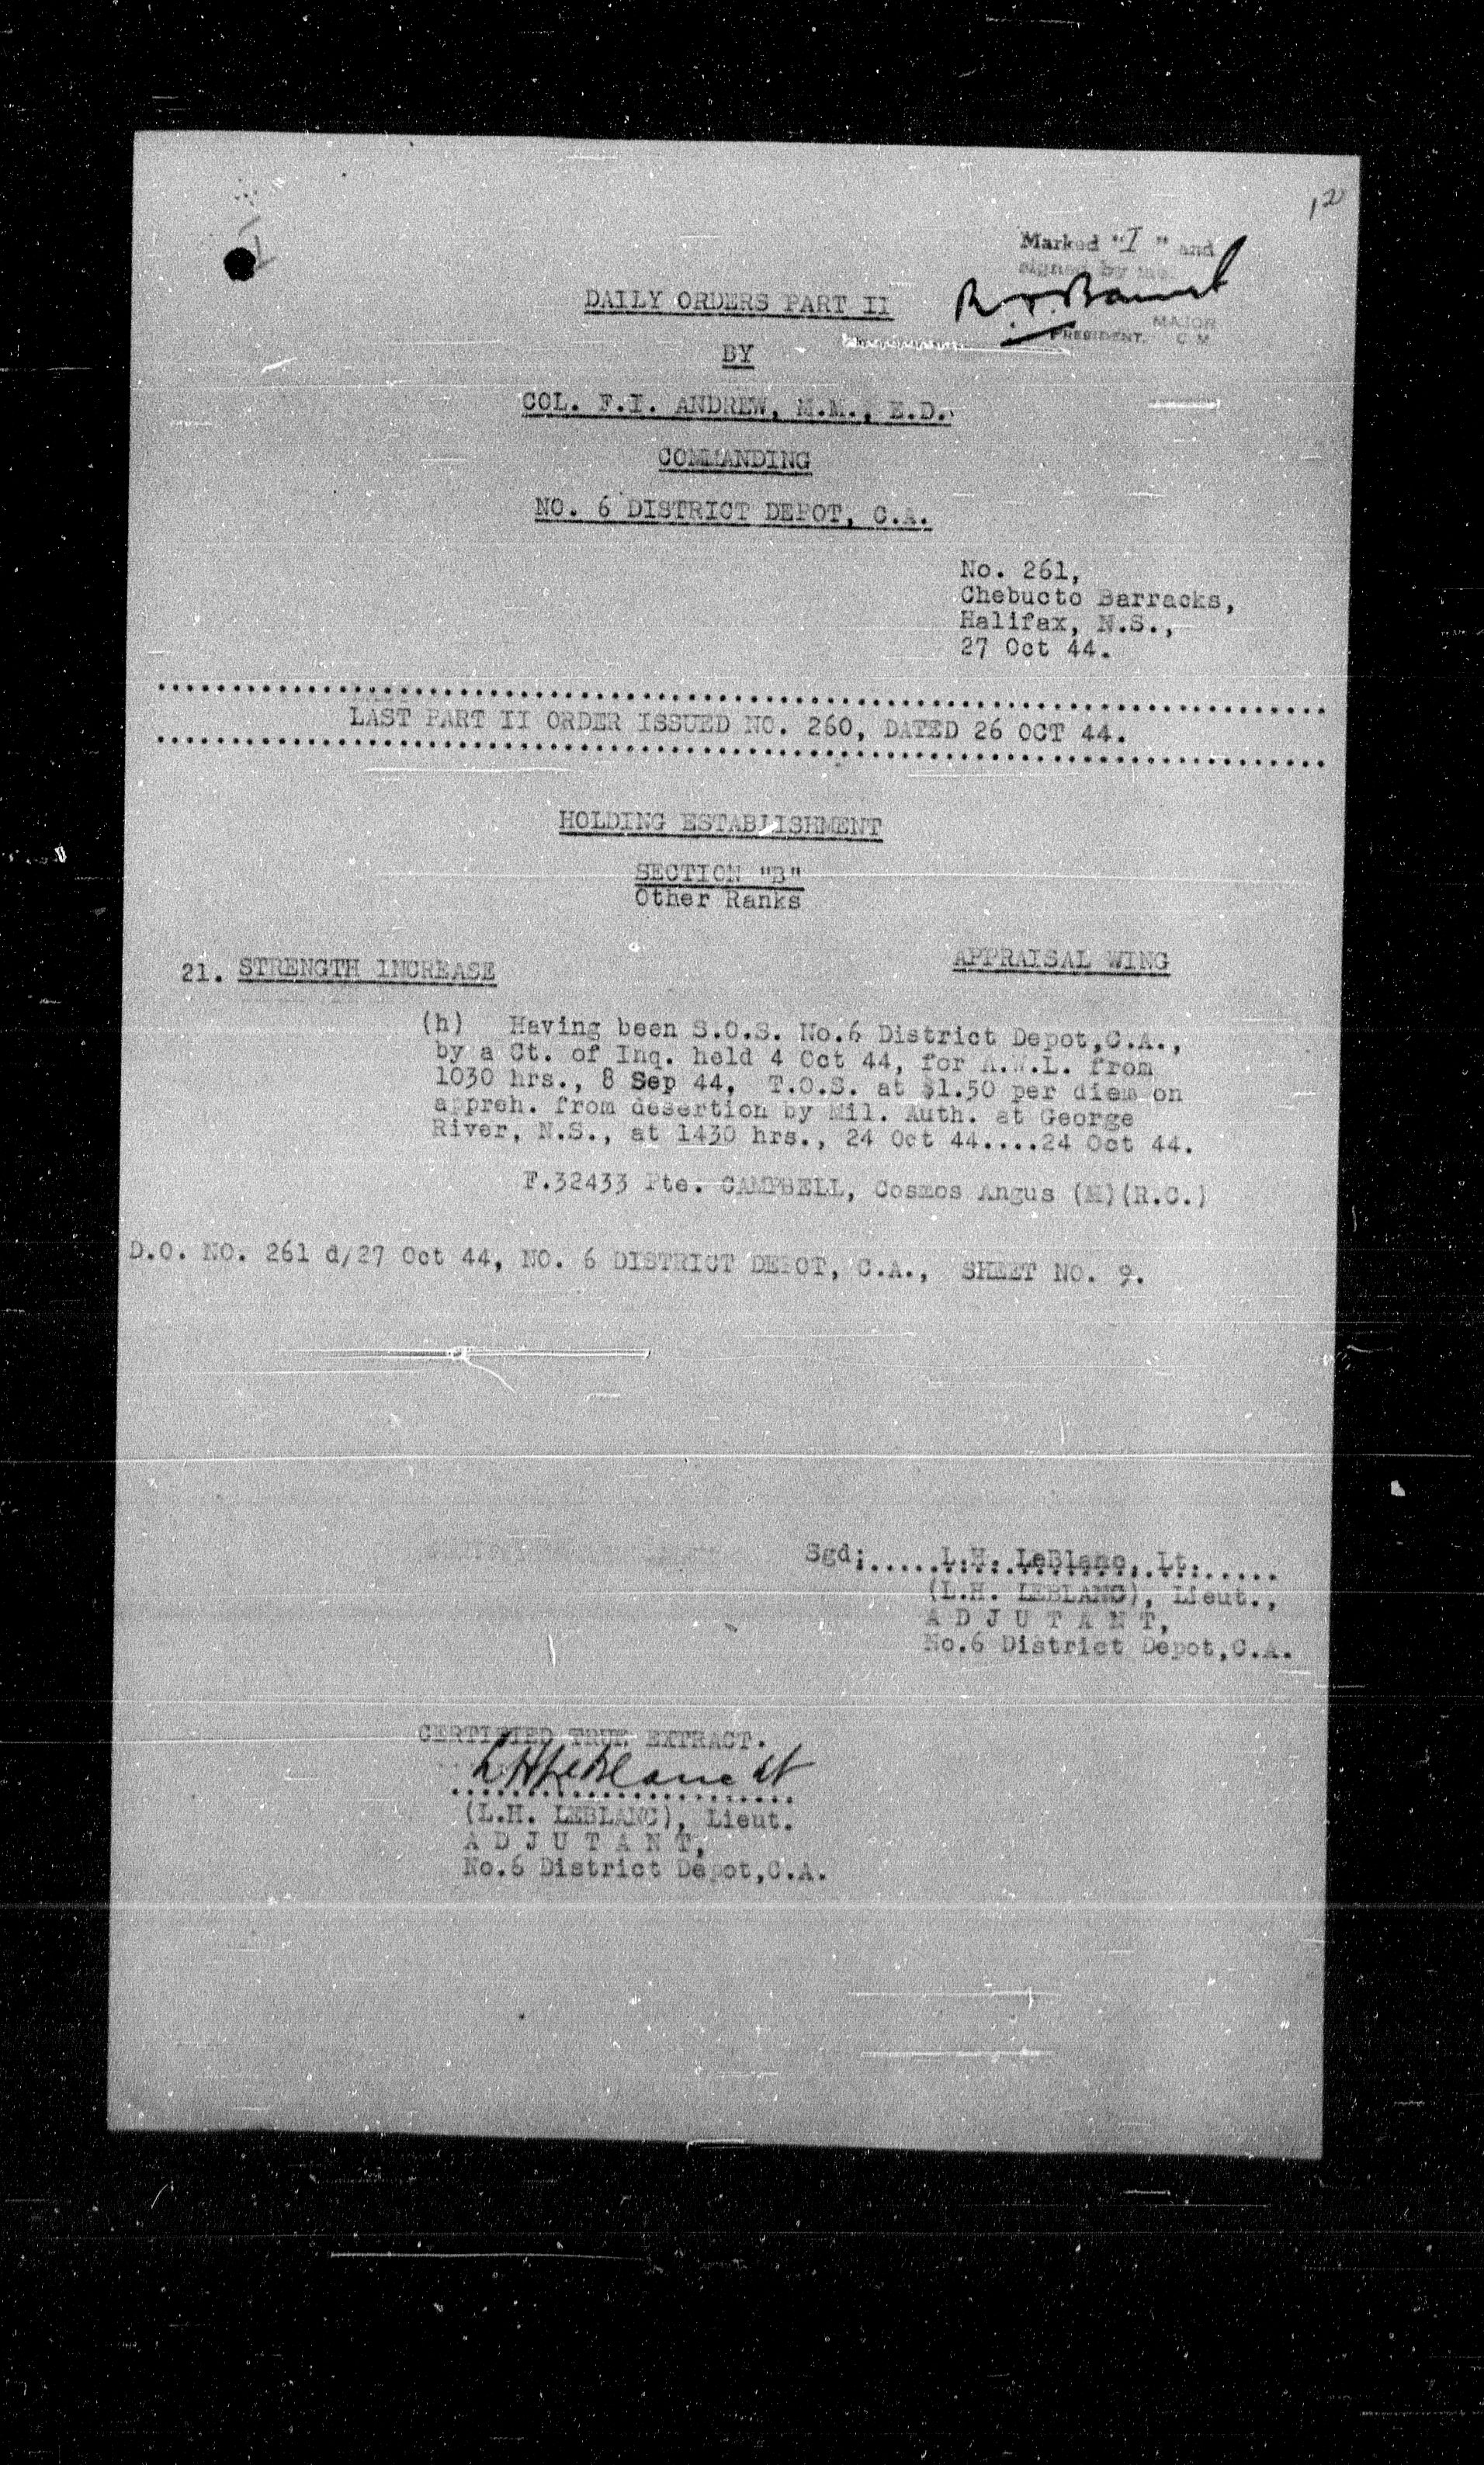 12
Marked "I" and
signed by me.
MAJOR
PRESIDENT. C M
DAILY ORDERS PART II
BY
COL. F.I. ANDREW, M.M., E.D.
COMMANDING
NO. 6 DISTRICT DEPOT, C.A.
No. 261,
Chebucto Barracks,
Halifax, N.S.,
27 Oct 44.
LAST PART II ORDER ISSUED NO. 260, DATED 26 OCT 44.
HOLDING ESTABLISHMENT
SECTION "B"
Other Ranks
21. STRENGTH INCREASE APPRAISAL WING
(h) Having been S.O.S. No.6 District Depot,C.A.,
by a Ct. of Inq. held 4 Oct 44, for A.W.L. from
1030 hrs., 8 Sep 44, T.O.S. at $1.50 per diem on
appreh. from desertion by Mil. Auth. at George
River, N.S., at 1430 hrs., 24 Oct 44....24 Oct 44.
F.32433 Pte. CAMPBELL, Cosmos Angus (M)(R.C.)
D.O. NO. 261 d/27 Oct 44, NO. 6 DISTRICT DEPOT, C.A., SHEET NO. 9.
Sgd;.....L.H. LeBlanc, Lt......
(L.H. LEBLANC), Lieut.,
A D J U T A N T,
No.6 District Depot,C.A.
CERTIFIED TRUE EXTRACT.
LHLeBlanc Lt
(L.H. LEBLANC), Lieut.
A D J U T A N T,
No.6 District Depot,C.A.